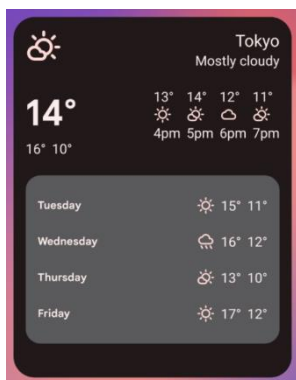 Tokyo
Mostly cloudy
14°
16° 10°
13° 14° 12° 11°
4pm 5pm 6pm 7pm
Tuesday 15° 11°
Wednesday 16° 12°
Thursday 13° 10°
Friday 17° 12°